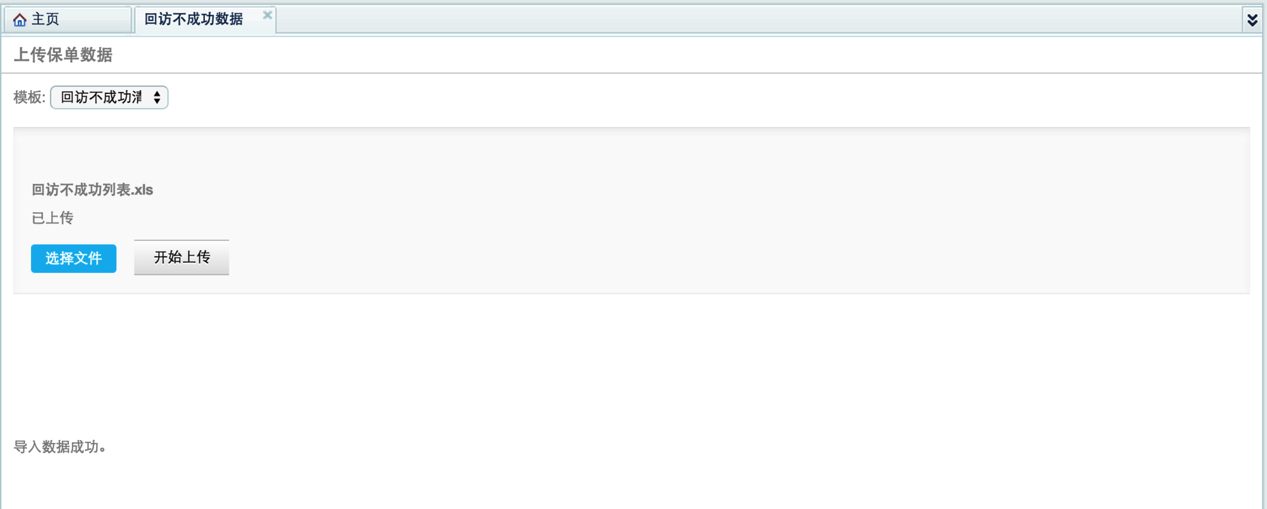 主页
回访不成功数据
上传保单数据
模板: 回访不成功清
回访不成功列表.xls
已上传
选择文件
开始上传
导入数据成功。